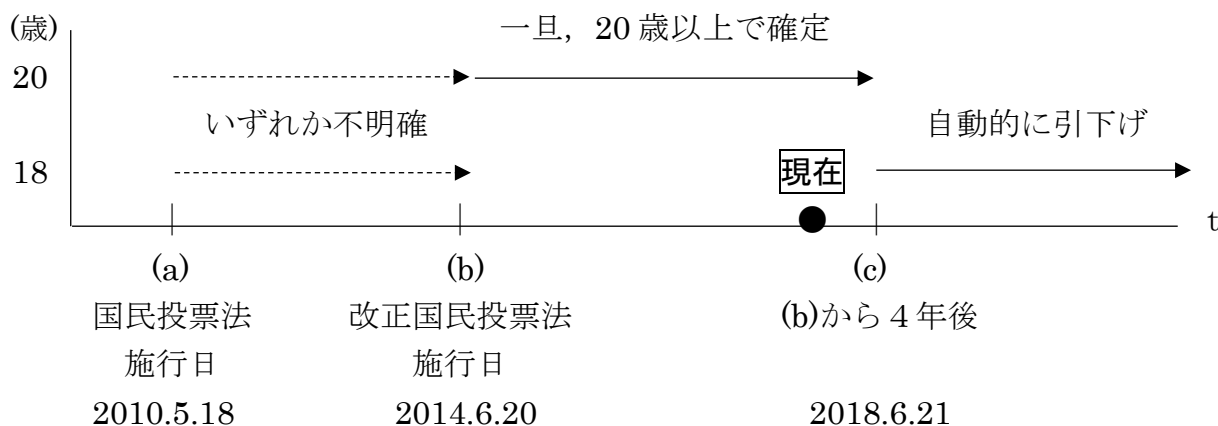 (歳)
一旦，20 歳以上で確定
20
いずれか不明確
自動的に引下げ
18
現在
t
(a)
(b)
(c)
国民投票法
改正国民投票法
(b)から４年後
施行日
施行日
2010.5.18
2014.6.20
2018.6.21